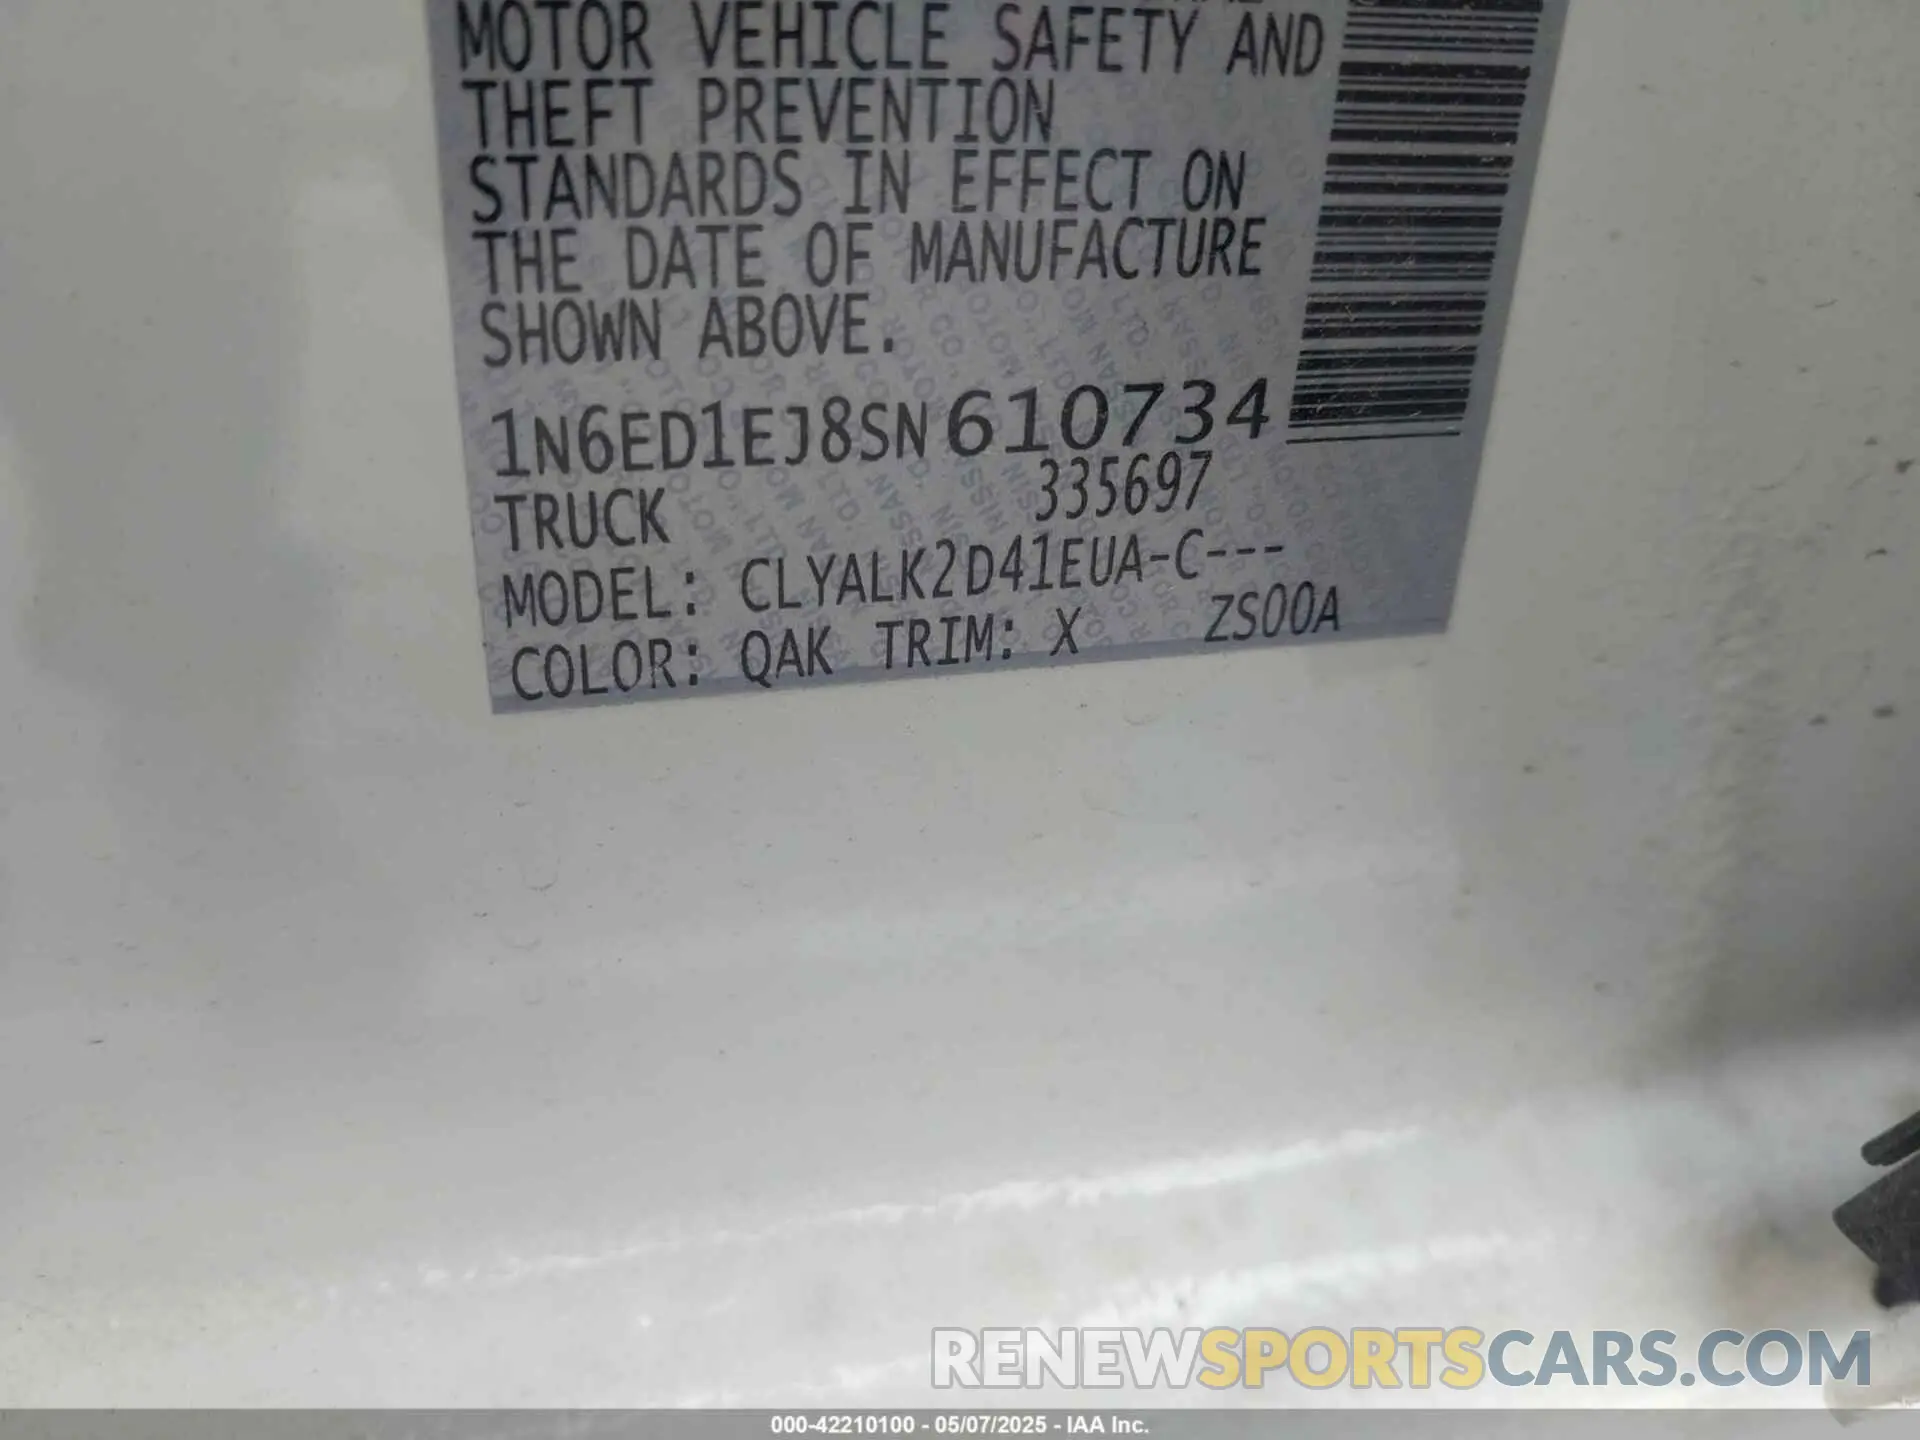 MOTOR VEHICLE SAFETY AND
THEFT PREVENTION
STANDARDS IN EFFECT ON
THE DATE OF MANUFACTURE
SHOWN ABOVE.
1N6ED1EJ8SN610734
TRUCK 335697
MODEL: CLYALK2D41EUA-C---
COLOR: QAK TRIM: X ZS00A
RENEWSPORTSCARS.COM
000-42210100 - 05/07/2025 - IAA Inc.